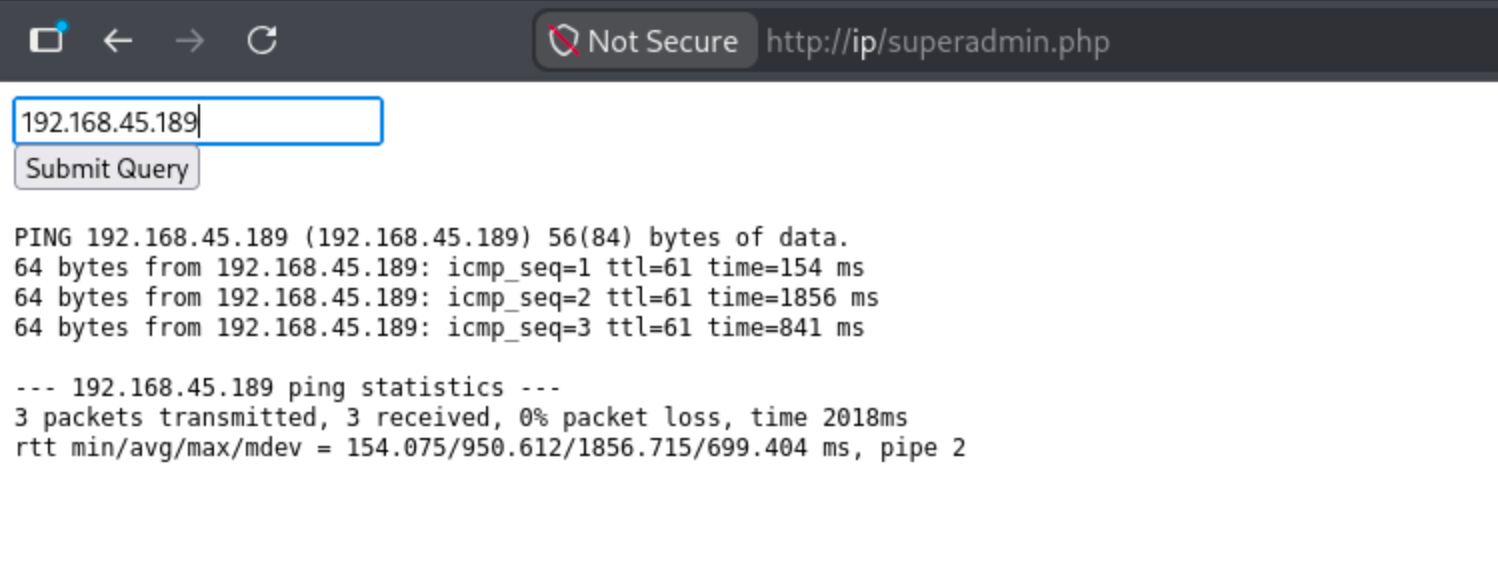 Not Secure http://ip/superadmin.php
192.168.45.189
Submit Query
PING 192.168.45.189 (192.168.45.189) 56(84) bytes of data.
64 bytes from 192.168.45.189: icmp_seq=1 ttl=61 time=154 ms
64 bytes from 192.168.45.189: icmp_seq=2 ttl=61 time=1856 ms
64 bytes from 192.168.45.189: icmp_seq=3 ttl=61 time=841 ms
--- 192.168.45.189 ping statistics ---
3 packets transmitted, 3 received, 0% packet loss, time 2018ms
rtt min/avg/max/mdev = 154.075/950.612/1856.715/699.404 ms, pipe 2